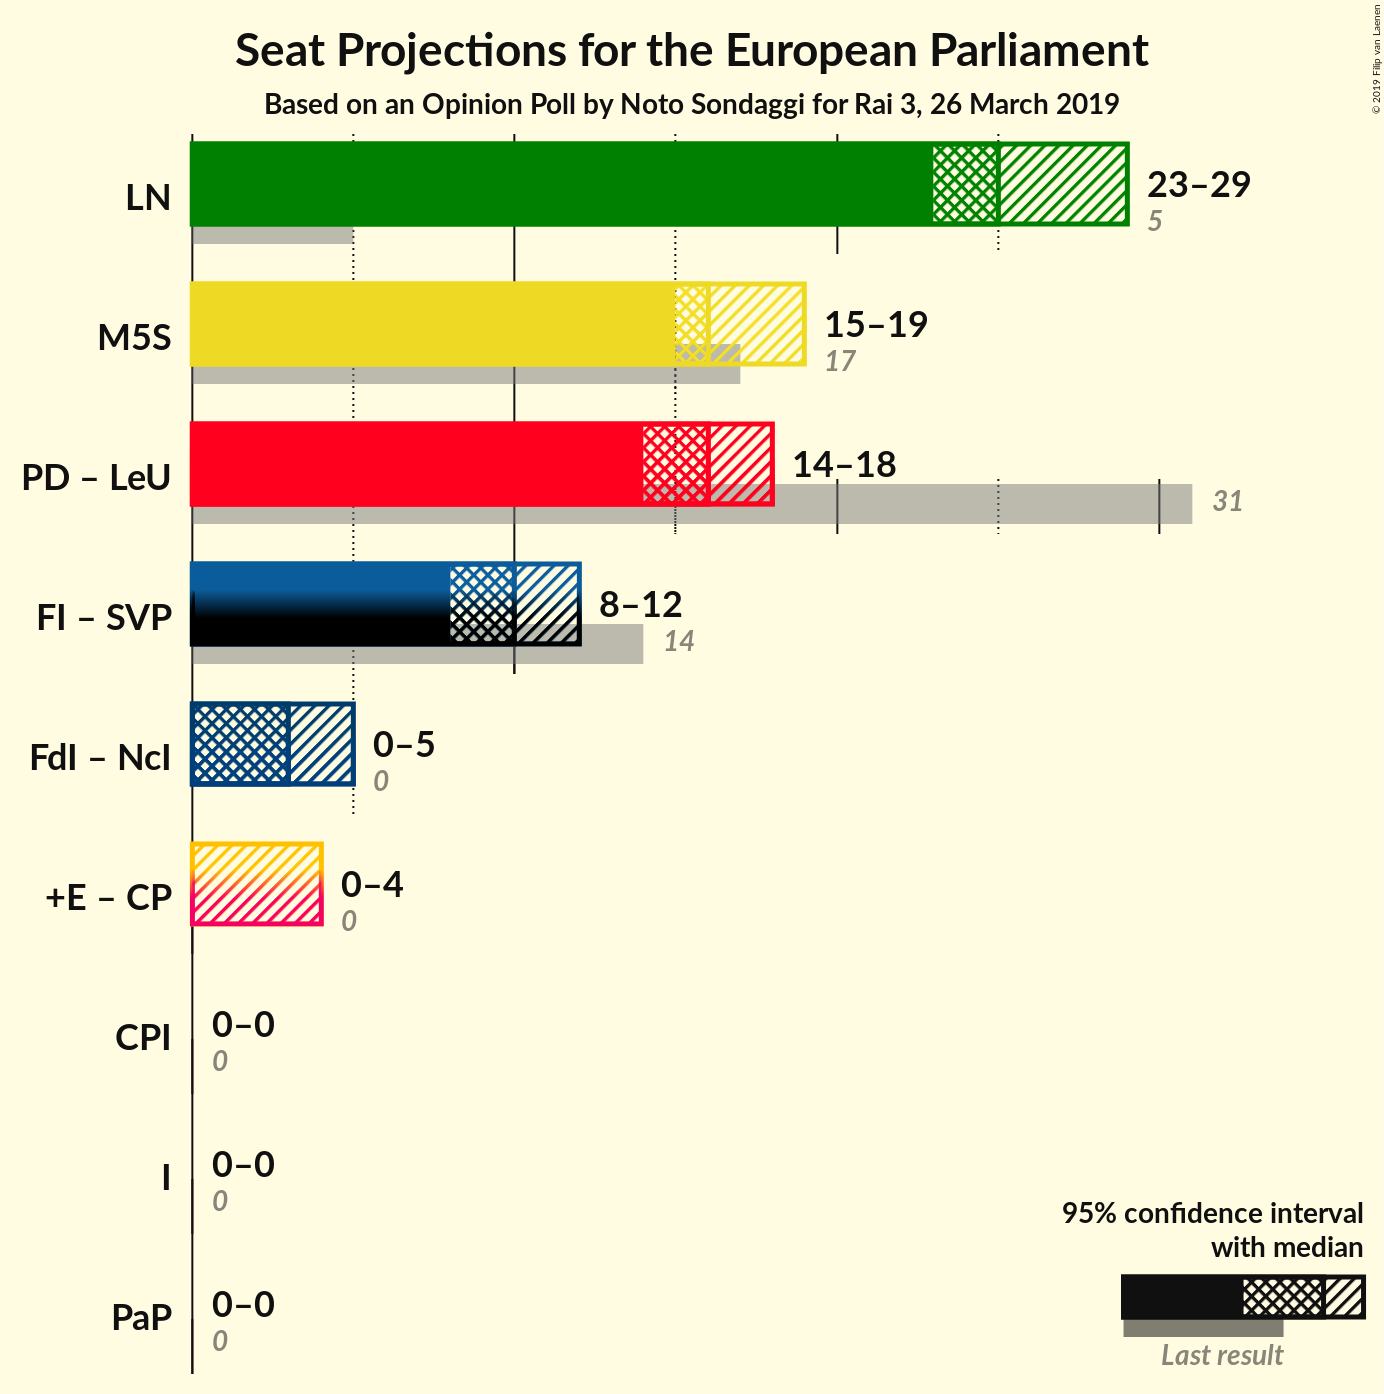 © 2019 Filip van Laenen
Seat Projections for the European Parliament
Based on an Opinion Poll by Noto Sondaggi for Rai 3, 26 March 2019
LN
23–29
5
M5S
15–19
17
PD – LeU
14–18
31
FI – SVP
8–12
14
FdI – NcI
0–5
0
+E – CP
0–4
0
CPI
0–0
0
I
0–0
0
PaP
0–0
0
95% confidence interval
with median
Last result